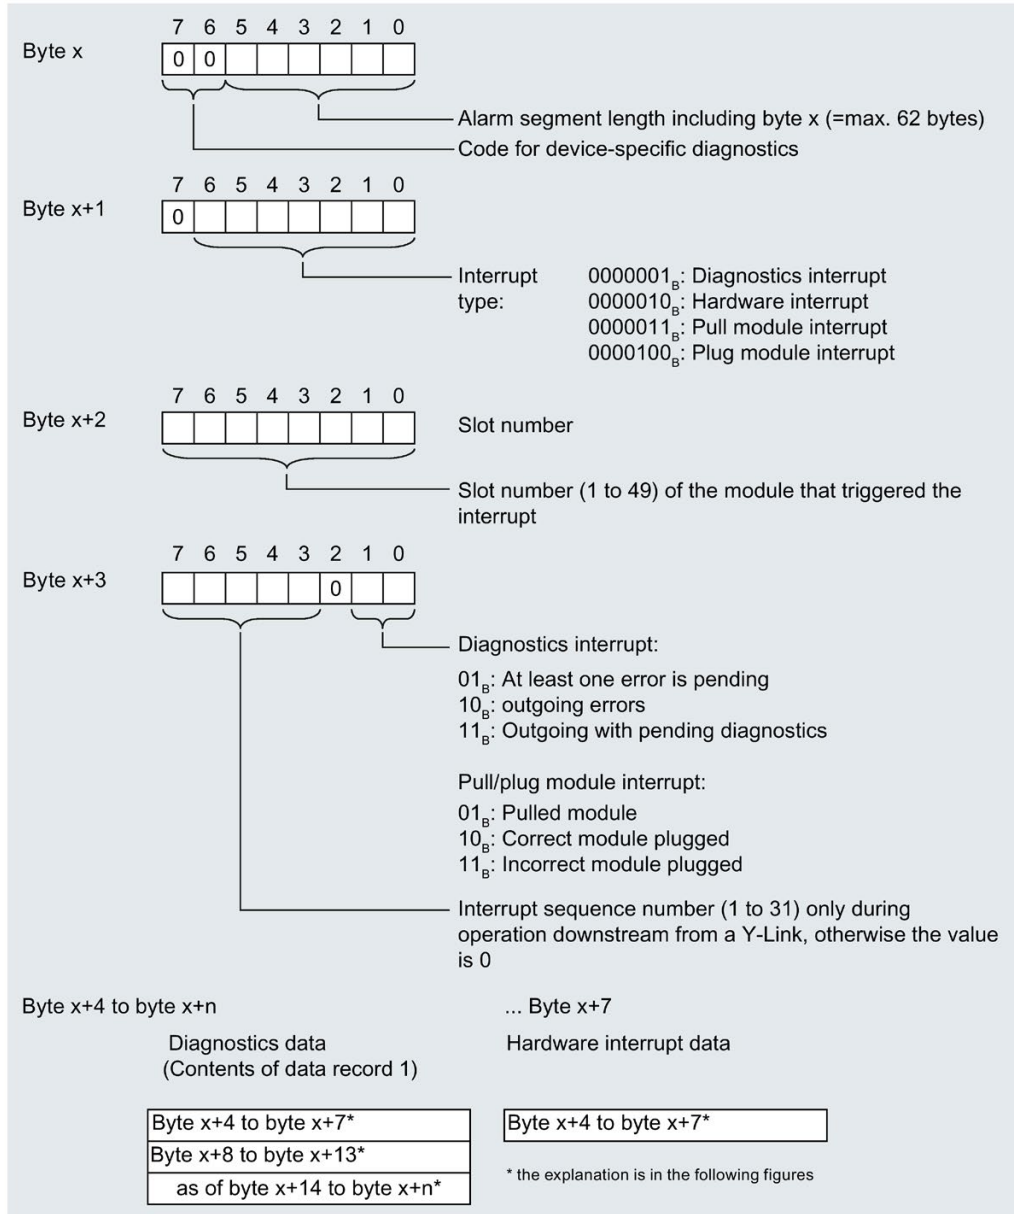 7 6 5 4 3 2 1 0
Byte x
0 0
Alarm segment length including byte x (=max. 62 bytes)
Code for device-specific diagnostics
7 6 5 4 3 2 1 0
Byte x+1
0
Interrupt type:
0000001B: Diagnostics interrupt
0000010B: Hardware interrupt
0000011B: Pull module interrupt
0000100B: Plug module interrupt
7 6 5 4 3 2 1 0
Byte x+2
Slot number
Slot number (1 to 49) of the module that triggered the
interrupt
7 6 5 4 3 2 1 0
Byte x+3
0
Diagnostics interrupt:
01B: At least one error is pending
10B: outgoing errors
11B: Outgoing with pending diagnostics
Pull/plug module interrupt:
01B: Pulled module
10B: Correct module plugged
11B: Incorrect module plugged
Interrupt sequence number (1 to 31) only during
operation downstream from a Y-Link, otherwise the value
is 0
Byte x+4 to byte x+n
... Byte x+7
Diagnostics data
(Contents of data record 1)
Hardware interrupt data
Byte x+4 to byte x+7*
Byte x+8 to byte x+13*
as of byte x+14 to byte x+n*
Byte x+4 to byte x+7*
* the explanation is in the following figures